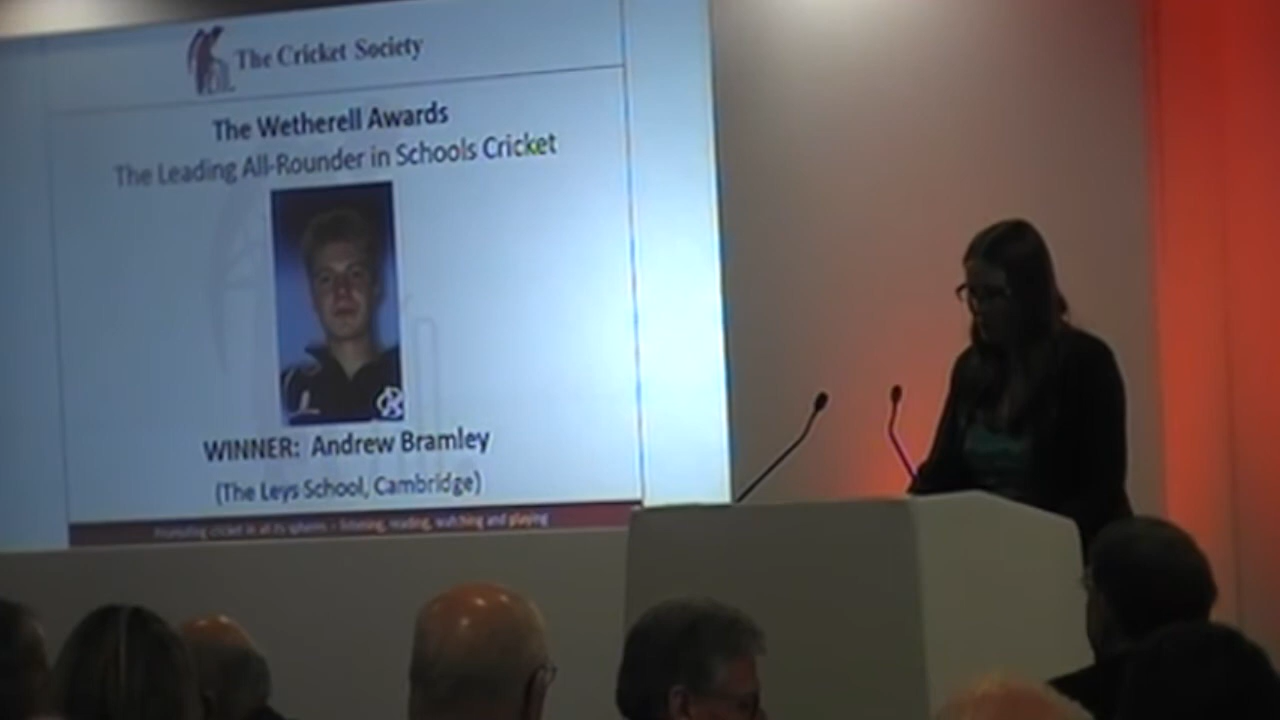 The Cricket Society
The Wetherell Awards
The Leading All-Rounder in Schools Cricket
WINNER: Andrew Bramley
(The Leys School, Cambridge)
Promoting cricket in all its spheres - listening, reading, watching and playing